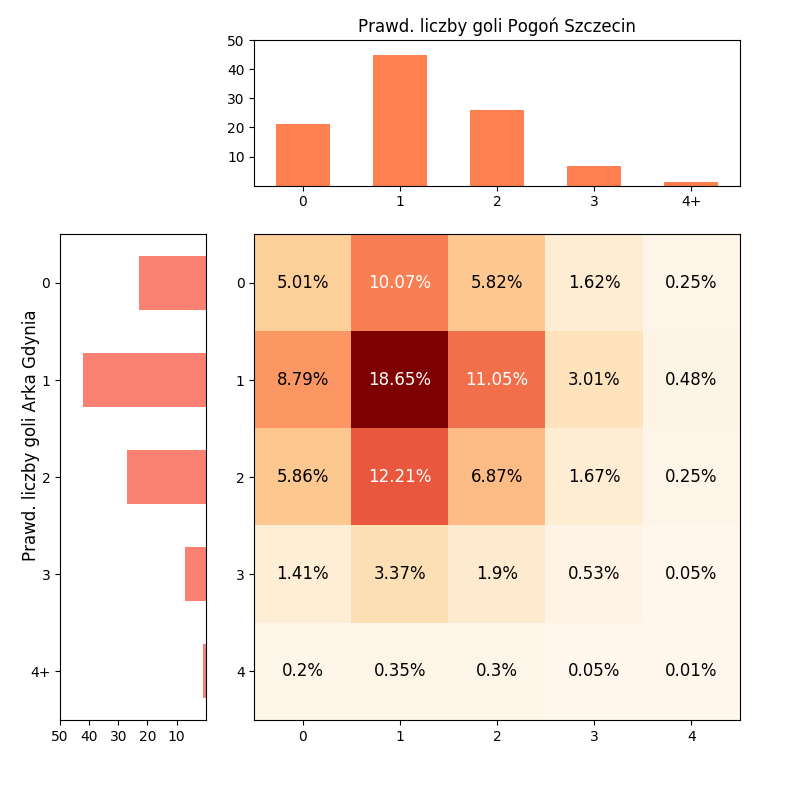 Prawd. liczby goli Pogoń Szczecin
50
40
30
20
10
0 1 2 3 4+
Prawd. liczby goli Arka Gdynia
0
1
2
3
4+
50 40 30 20 10
0 5.01% 10.07% 5.82% 1.62% 0.25%
1 8.79% 18.65% 11.05% 3.01% 0.48%
2 5.86% 12.21% 6.87% 1.67% 0.25%
3 1.41% 3.37% 1.9% 0.53% 0.05%
4 0.2% 0.35% 0.3% 0.05% 0.01%
0 1 2 3 4